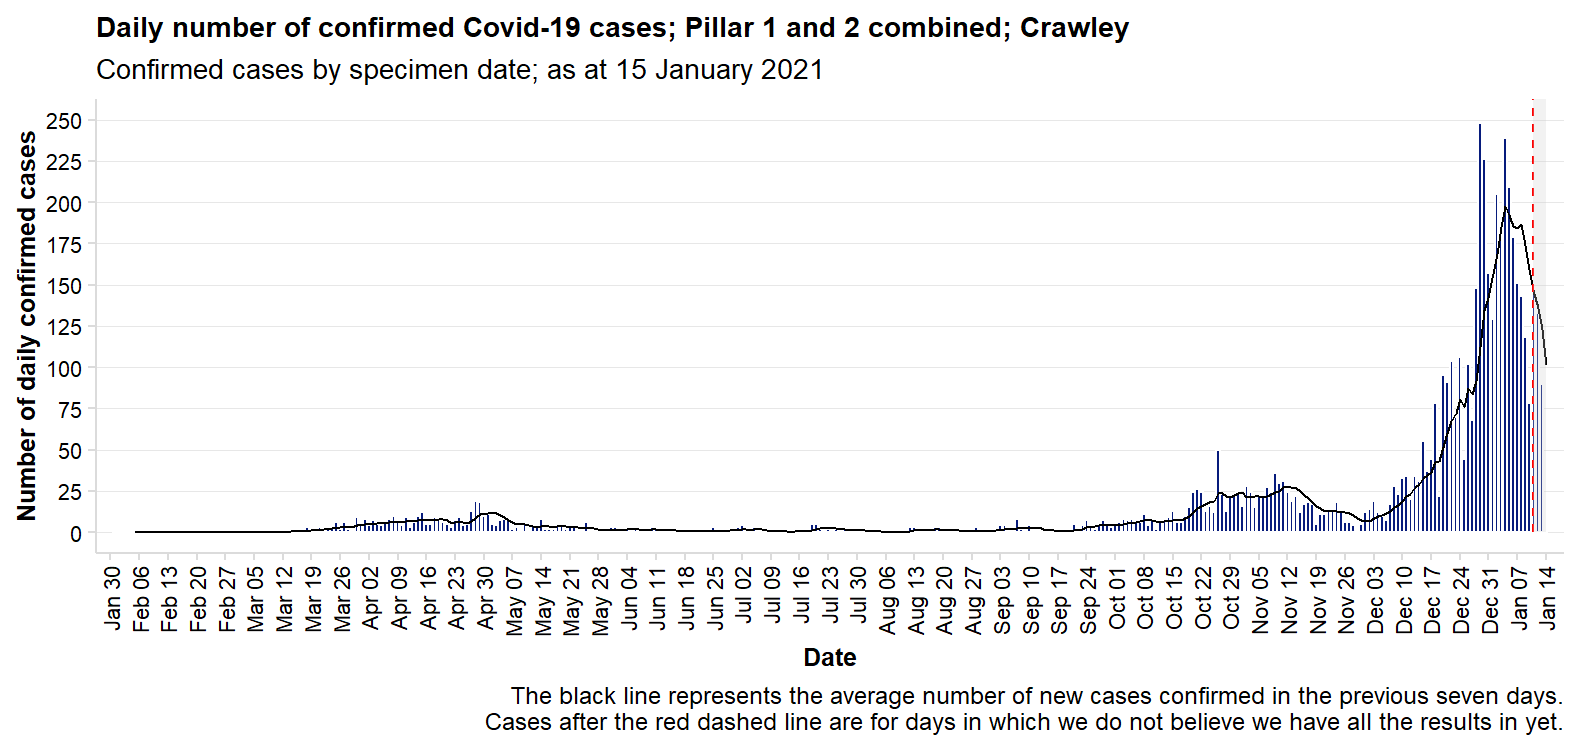 Daily number of confirmed Covid-19 cases; Pillar 1 and 2 combined; Crawley
Confirmed cases by specimen date; as at 15 January 2021
Number of daily confirmed cases
250
225
200
175
150
125
100
75
50
25
0
Jan 30
Feb 06
Feb 13
Feb 20
Feb 27
Mar 05
Mar 12
Mar 19
Mar 26
Apr 02
Apr 09
Apr 16
Apr 23
Apr 30
May 07
May 14
May 21
May 28
Jun 04
Jun 11
Jun 18
Jun 25
Jul 02
Jul 09
Jul 16
Jul 23
Jul 30
Aug 06
Aug 13
Aug 20
Aug 27
Sep 03
Sep 10
Sep 17
Sep 24
Oct 01
Oct 08
Oct 15
Oct 22
Oct 29
Nov 05
Nov 12
Nov 19
Nov 26
Dec 03
Dec 10
Dec 17
Dec 24
Dec 31
Jan 07
Jan 14
Date
The black line represents the average number of new cases confirmed in the previous seven days.
Cases after the red dashed line are for days in which we do not believe we have all the results in yet.